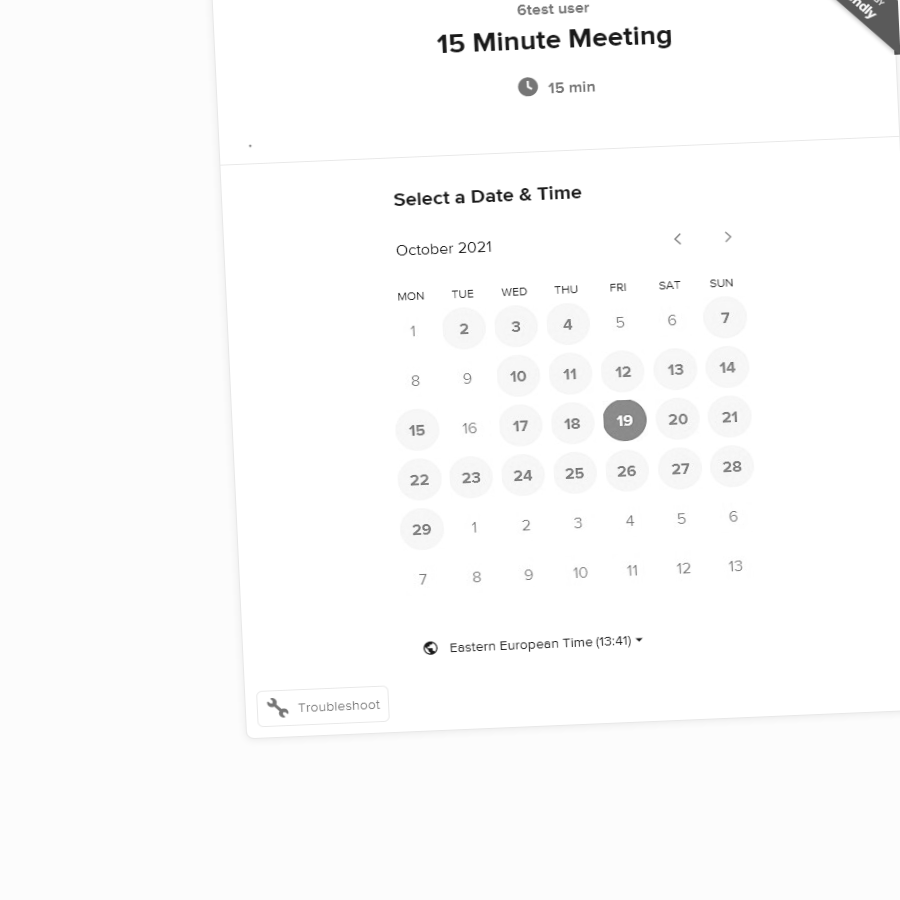 6test user
15 Minute Meeting
15 min
Select a Date & Time
October 2021
MON TUE WED THU FRI SAT SUN
1 2 3 4 5 6 7
8 9 10 11 12 13 14
15 16 17 18 19 20 21
22 23 24 25 26 27 28
29 1 2 3 4 5 6
7 8 9 10 11 12 13
Eastern European Time (13:41)
Troubleshoot